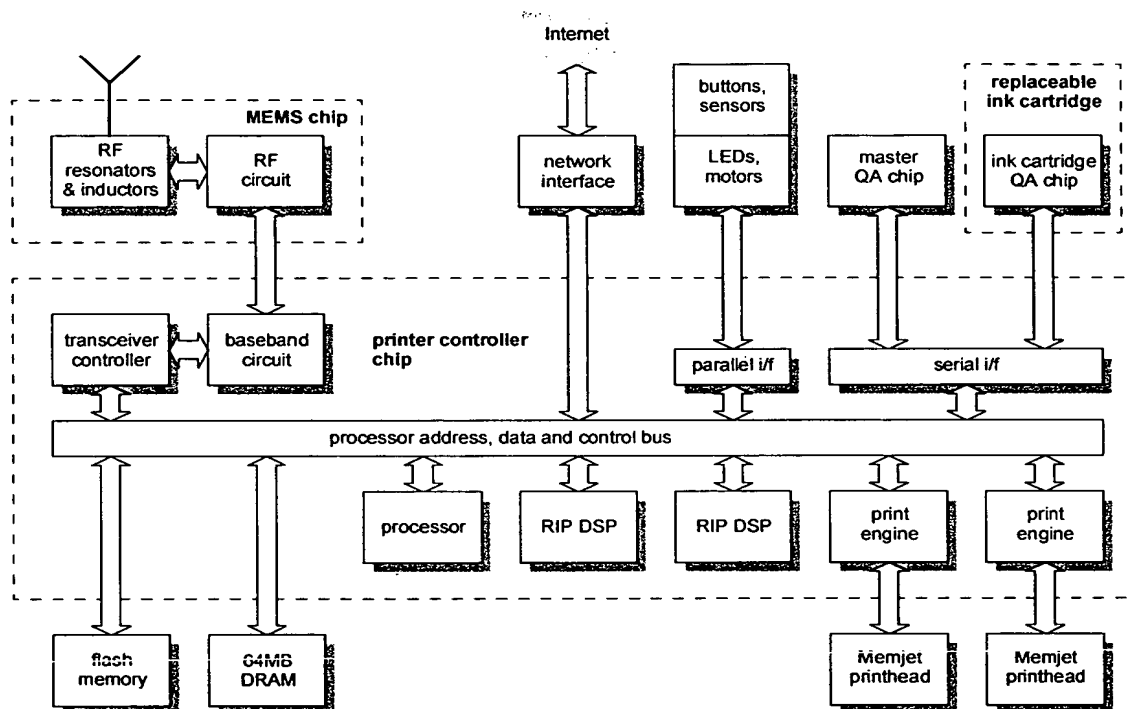 Internet
MEMS chip
RF
resonators
& inductors
RF
circuit
network
interface
buttons,
sensors
LEDs,
motors
master
QA chip
replaceable
ink cartridge
ink cartridge
QA chip
transceiver
controller
baseband
circuit
printer controller
chip
parallel i/f
serial i/f
processor address, data and control bus
processor
RIP DSP
RIP DSP
print
engine
print
engine
flash
memory
64MB
DRAM
Memjet
printhead
Memjet
printhead